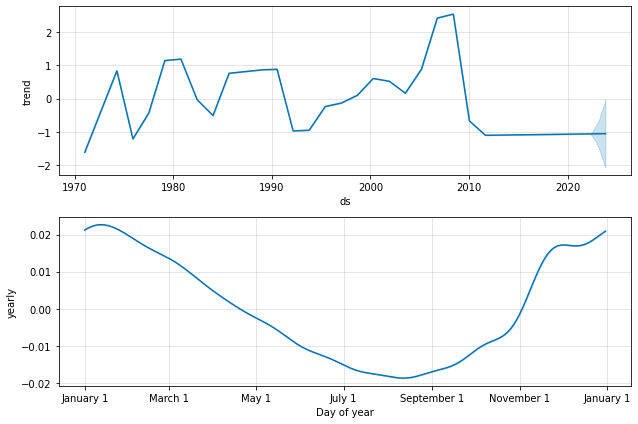 2
1
0
−1
−2
trend
1970 1980 1990 2000 2010 2020
ds
0.02
0.01
0.00
−0.01
−0.02
yearly
January 1 March 1 May 1 July 1 September 1 November 1 January 1
Day of year